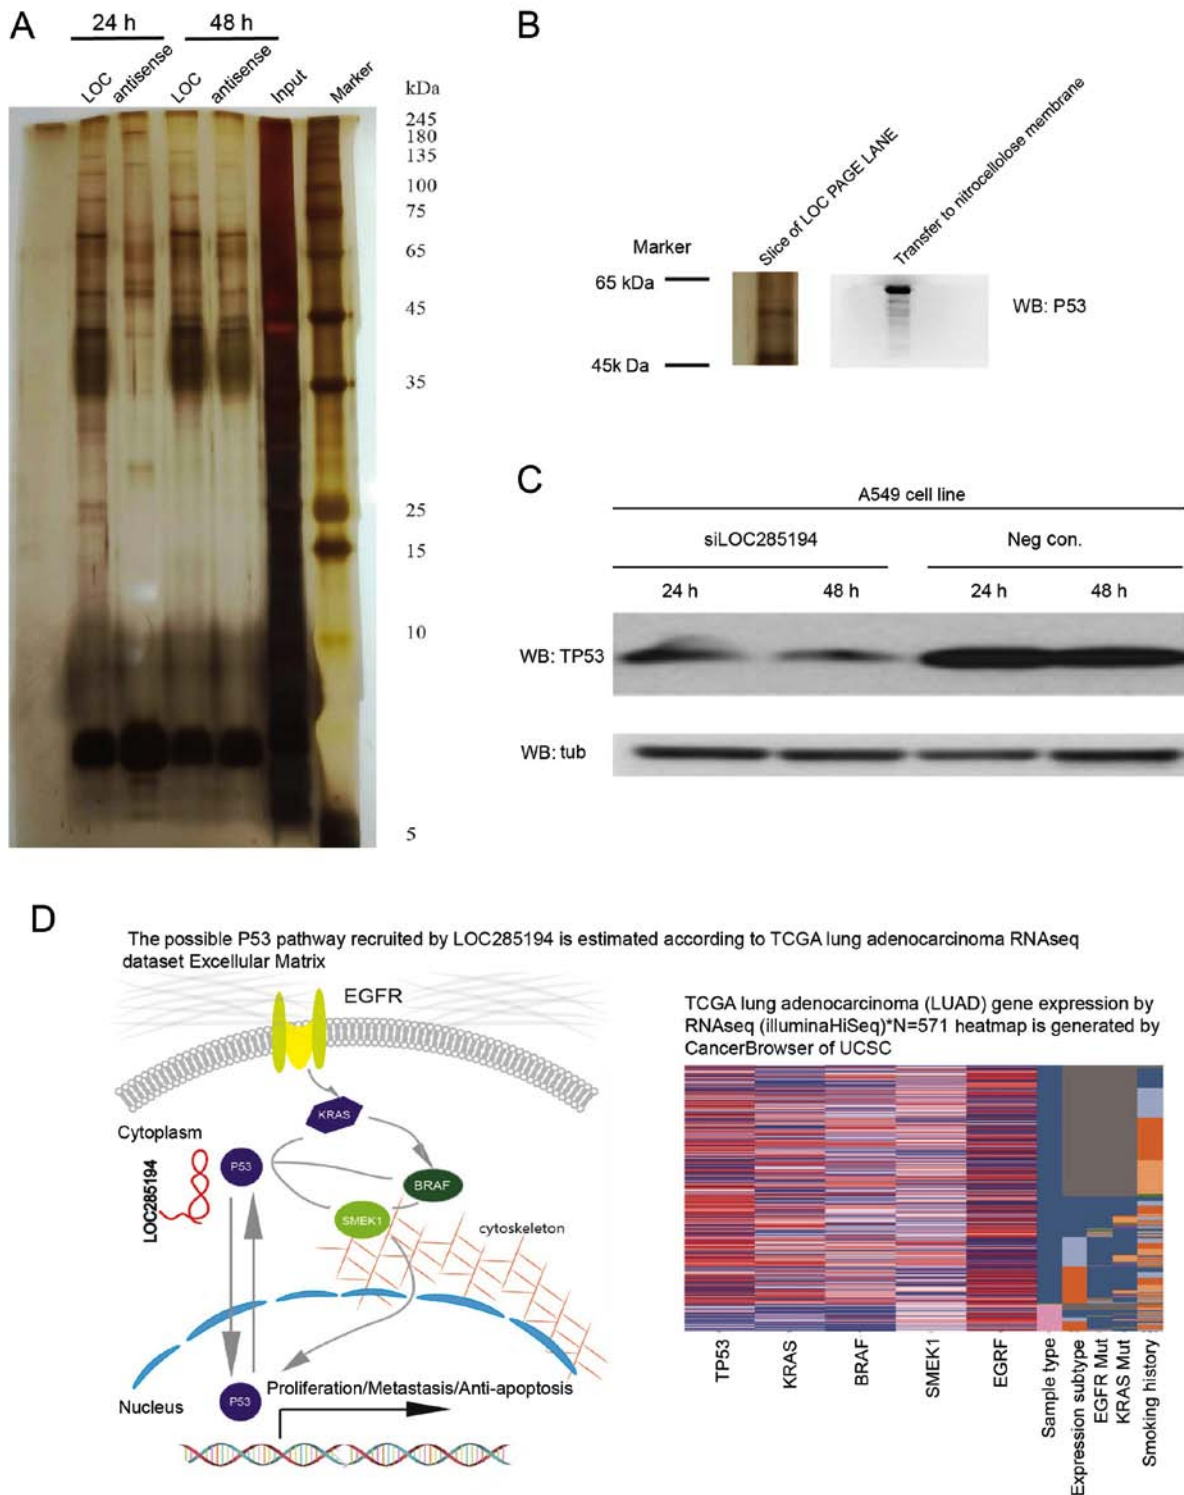 A
24 h
48 h
LOC
antisense
LOC
antisense
Input
Marker
kDa
245
180
135
100
75
65
45
35
25
15
10
5
B
Marker
Slice of LOC PAGE LANE
Transfer to nitrocellolose membrane
65 kDa
45k Da
WB: P53
C
A549 cell line
siLOC285194
Neg con.
24 h
48 h
24 h
48 h
WB: TP53
WB: tub
D
The possible P53 pathway recruited by LOC285194 is estimated according to TCGA lung adenocarcinoma RNAseq
dataset Excellular Matrix
EGFR
KRAS
Cytoplasm
LOC285194
P53
BRAF
SMEK1
cytoskeleton
Nucleus
P53
Proliferation/Metastasis/Anti-apoptosis
TCGA lung adenocarcinoma (LUAD) gene expression by
RNAseq (illuminaHiSeq)*N=571 heatmap is generated by
CancerBrowser of UCSC
TP53
KRAS
BRAF
SMEK1
EGRF
Sample type
Expression subtype
EGFR Mut
KRAS Mut
Smoking history